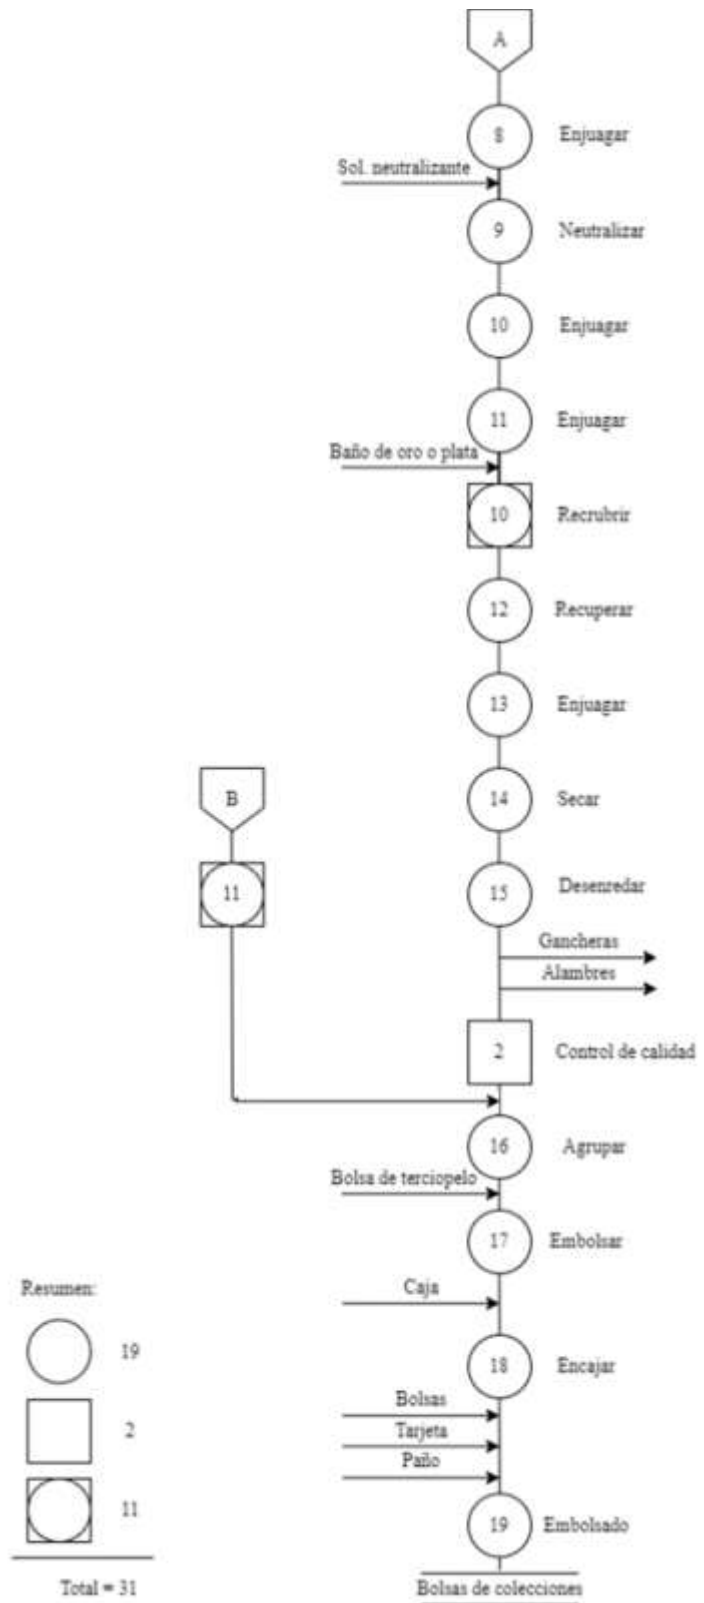 A
8 Enjuagar
Sol. neutralizante
9 Neutralizar
10 Enjuagar
11 Enjuagar
Baño de oro o plata
10 Recrubrir
12 Recuperar
13 Enjuagar
B
14 Secar
11
15 Desenredar
Gancheras
Alambres
2 Control de calidad
16 Agrupar
Bolsa de terciopelo
17 Embolsar
Caja
18 Encajar
Bolsas
Tarjeta
Paño
19 Embolsado
Bolsas de colecciones
Resumen:
19
2
11
Total = 31